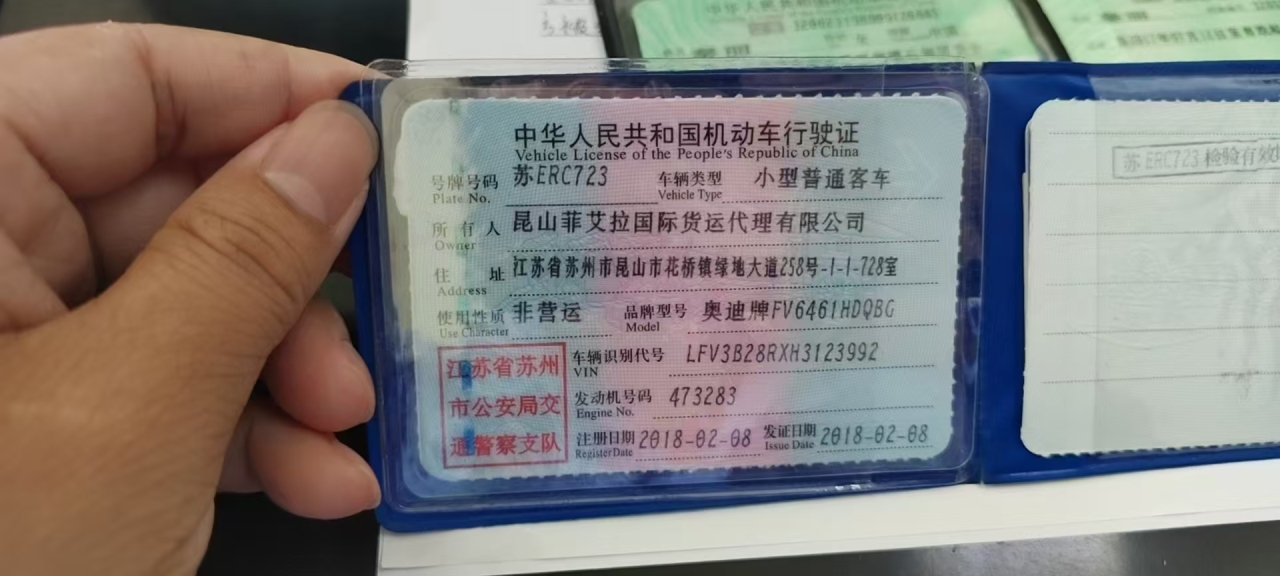 中华人民共和国机动车行驶证
Vehicle License of the People's Republic of China
号牌号码 苏ERC723 车辆类型 小型普通客车
Plate No. Vehicle Type
所有人 昆山菲艾拉国际货运代理有限公司
Owner
住址 江苏省苏州市昆山市花桥镇绿地大道258号-1-1-728室
Address
使用性质 非营运 品牌型号 奥迪牌FV6461HDQBG
Use Character Model
江苏省苏州
市公安局交
通警察支队
车辆识别代号 LFV3B28RXH3123992
VIN
发动机号码 473283
Engine No.
注册日期 2018-02-08 发证日期 2018-02-08
Register Date Issue Date
苏ERC723 检验有效